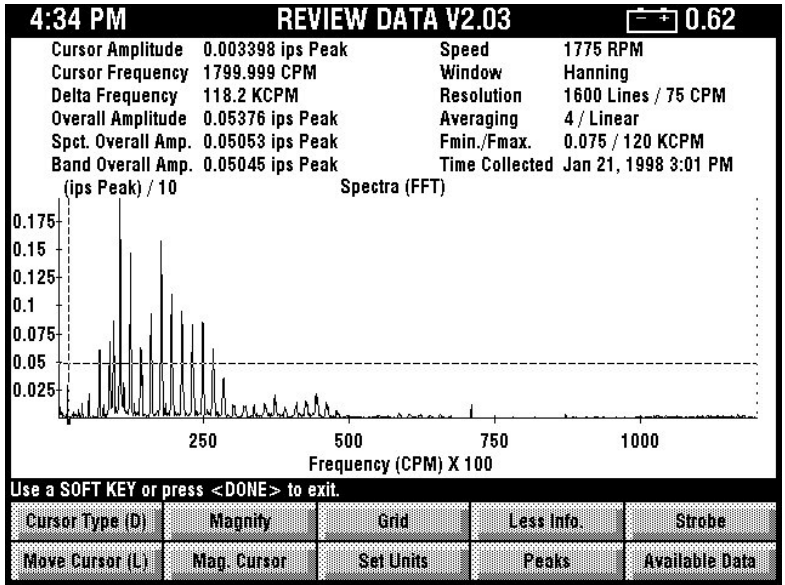 4:34 PM REVIEW DATA V2.03 - + 0.62
Cursor Amplitude 0.003398 ips Peak Speed 1775 RPM
Cursor Frequency 1799.999 CPM Window Hanning
Delta Frequency 118.2 KCPM Resolution 1600 Lines / 75 CPM
Overall Amplitude 0.05376 ips Peak Averaging 4 / Linear
Spct. Overall Amp. 0.05053 ips Peak Fmin./Fmax. 0.075 / 120 KCPM
Band Overall Amp. 0.05045 ips Peak Time Collected Jan 21, 1998 3:01 PM
(ips Peak) / 10 Spectra (FFT)
0.175
0.15
0.125
0.1
0.075
0.05
0.025
250 500 750 1000
Frequency (CPM) X 100
Use a SOFT KEY or press <DONE> to exit.
Cursor Type (D) Magnify Grid Less Info. Strobe
Move Cursor (L) Mag. Cursor Set Units Peaks Available Data